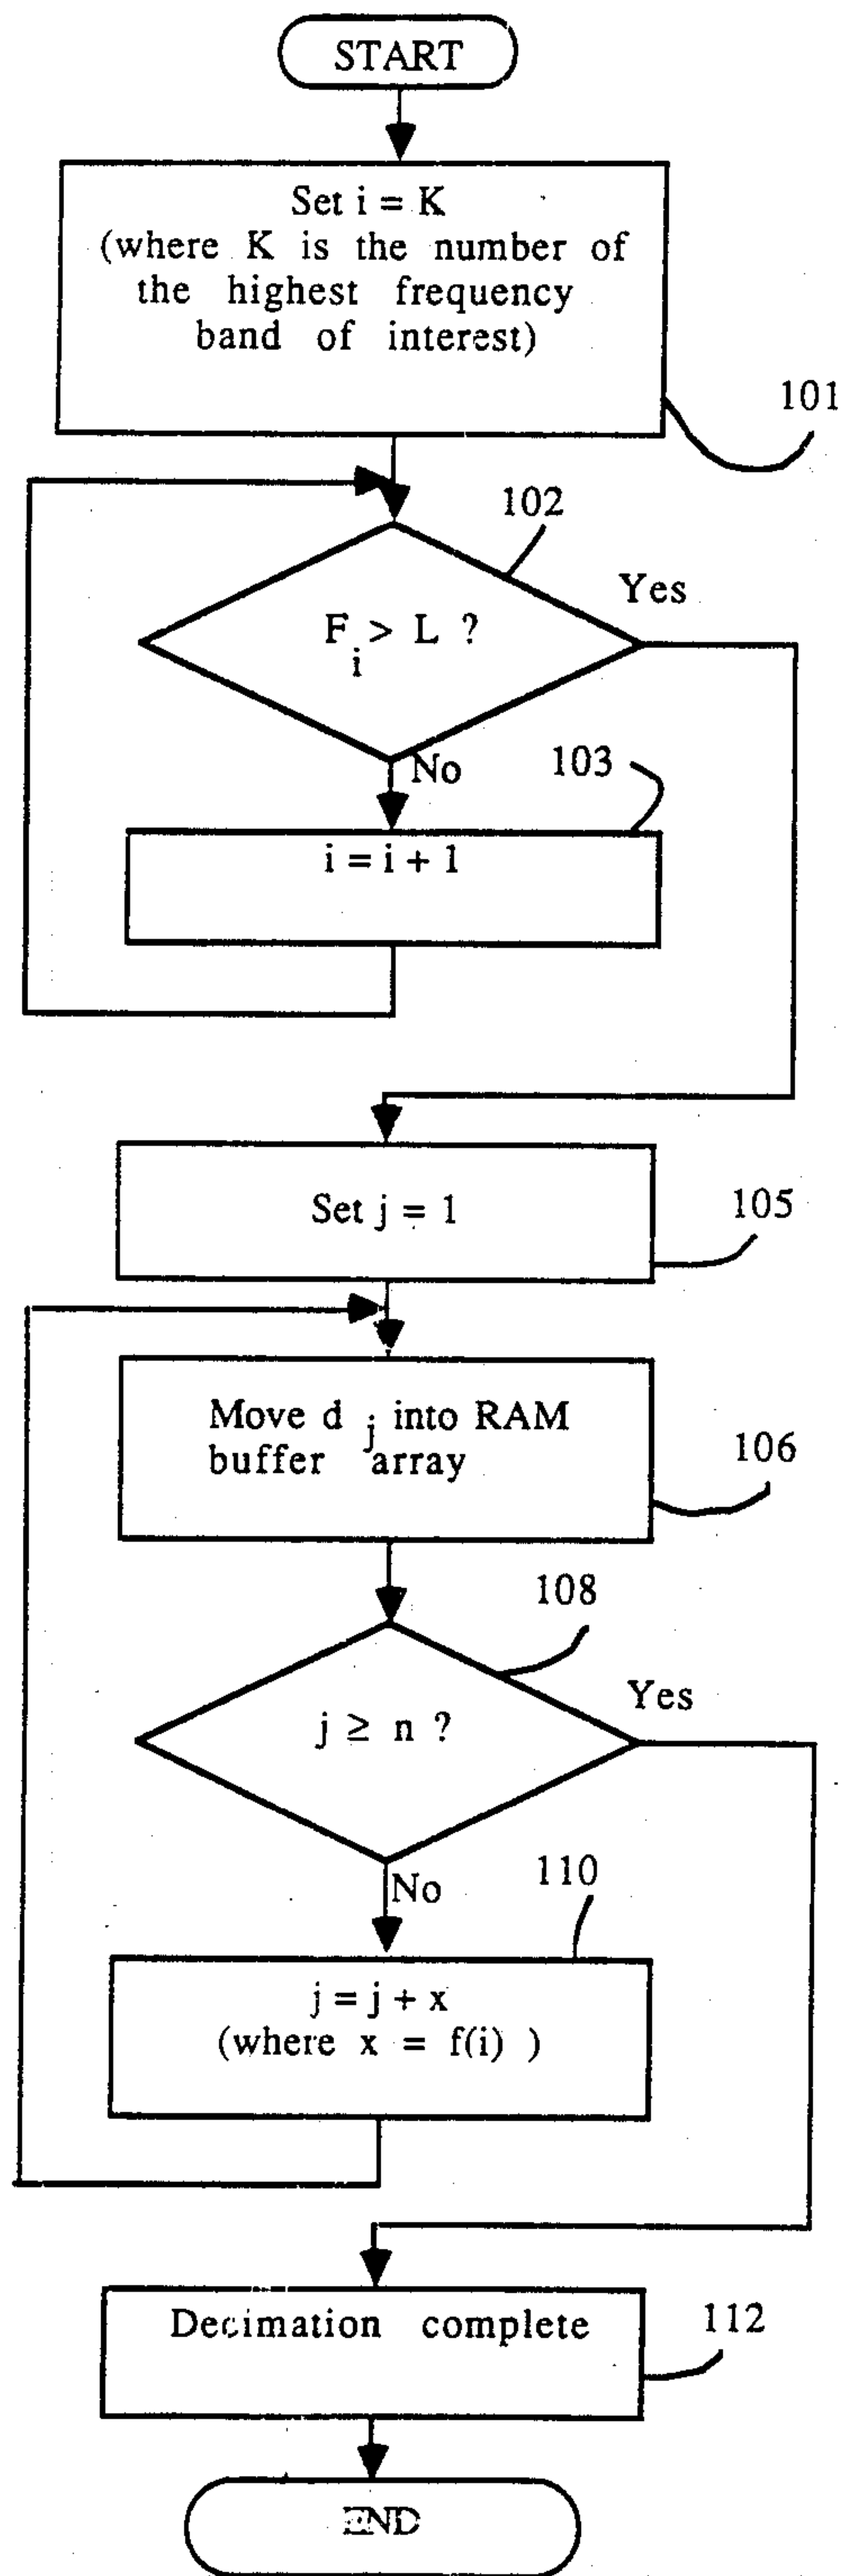 START
Set i = K
(where K is the number of
the highest frequency
band of interest)
101
102
Yes
F i > L ?
No
103
i = i + 1
Set j = 1
105
Move d j into RAM
buffer array
106
108
Yes
j ≥ n ?
No
110
j = j + x
(where x = f(i) )
Decimation complete
112
END